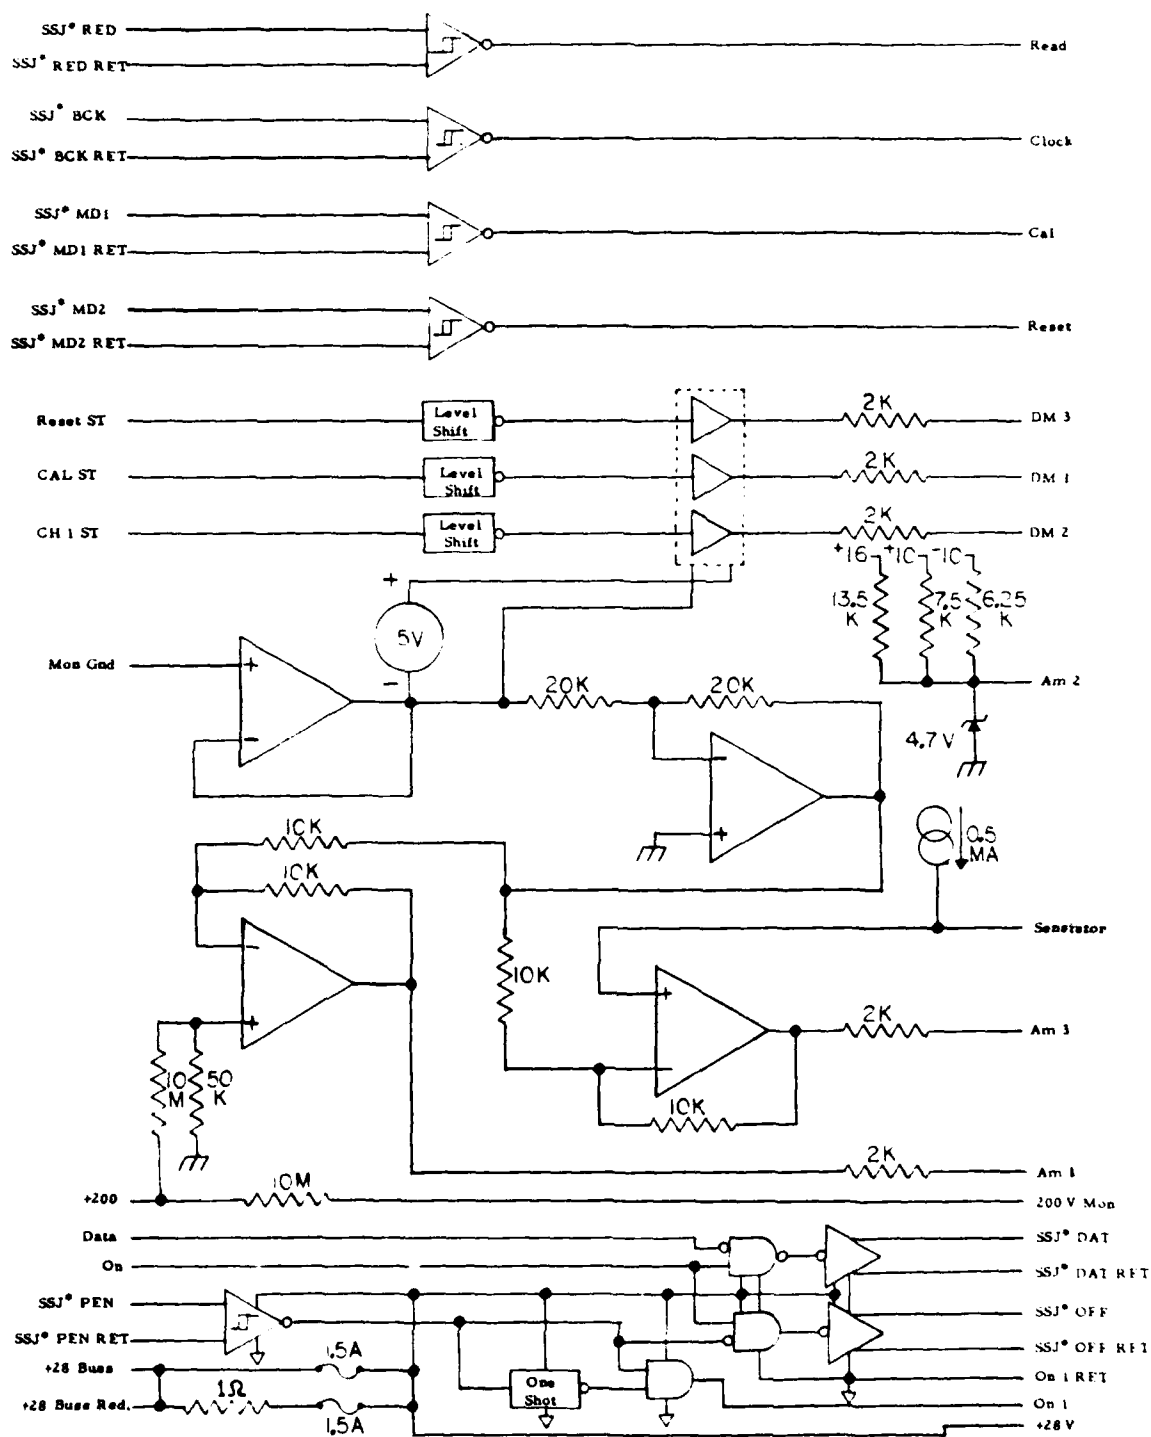 SSJ* RED
SSJ* RED RET
Read
SSJ* BCK
SSJ* BCK RET
Clock
SSJ* MD1
SSJ* MD1 RET
Cal
SSJ* MD2
SSJ* MD2 RET
Reset
Reset ST
Level Shift
2K
DM 3
CAL ST
Level Shift
2K
DM 1
CH 1 ST
Level Shift
2K
DM 2
+16 +10 -10
13.5 K
7.5 K
6.25 K
+
5V
-
Mon Gnd
+
-
20K
20K
Am 2
4.7 V
-
+
0.5 MA
10K
10K
-
+
Senstator
10K
+
-
2K
Am 3
10 M
50 K
10K
2K
Am 1
+200
10M
200 V Mon
Data
SSJ* DAT
On
SSJ* DAT RET
SSJ* PEN
SSJ* OFF
SSJ* PEN RET
SSJ* OFF RET
+28 Buss
1.5A
One Shot
On 1 RET
+28 Buss Red.
1Ω
1.5A
On 1
+28 V